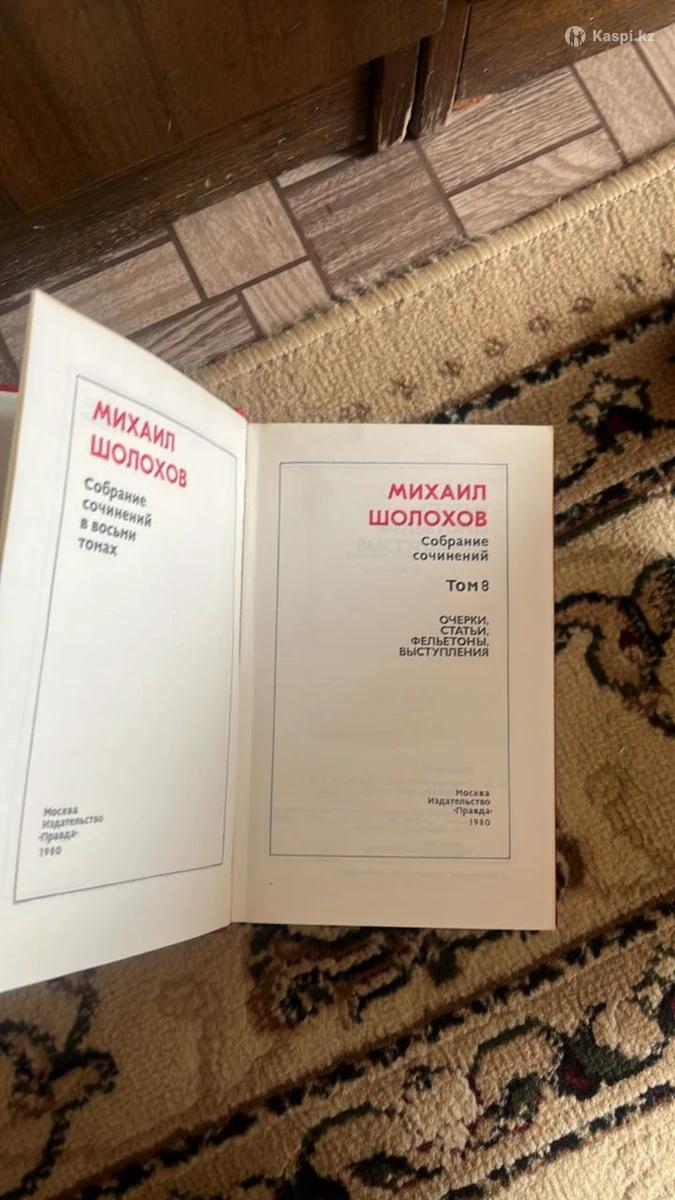 Kaspi.kz
МИХАИЛ
ШОЛОХОВ
Собрание
сочинений
в восьми
томах
Москва
Издательство
«Правда»
1980
МИХАИЛ
ШОЛОХОВ
Собрание
сочинений
Том 8
ОЧЕРКИ,
СТАТЬИ,
ФЕЛЬЕТОНЫ,
ВЫСТУПЛЕНИЯ
Москва
Издательство
«Правда»
1980